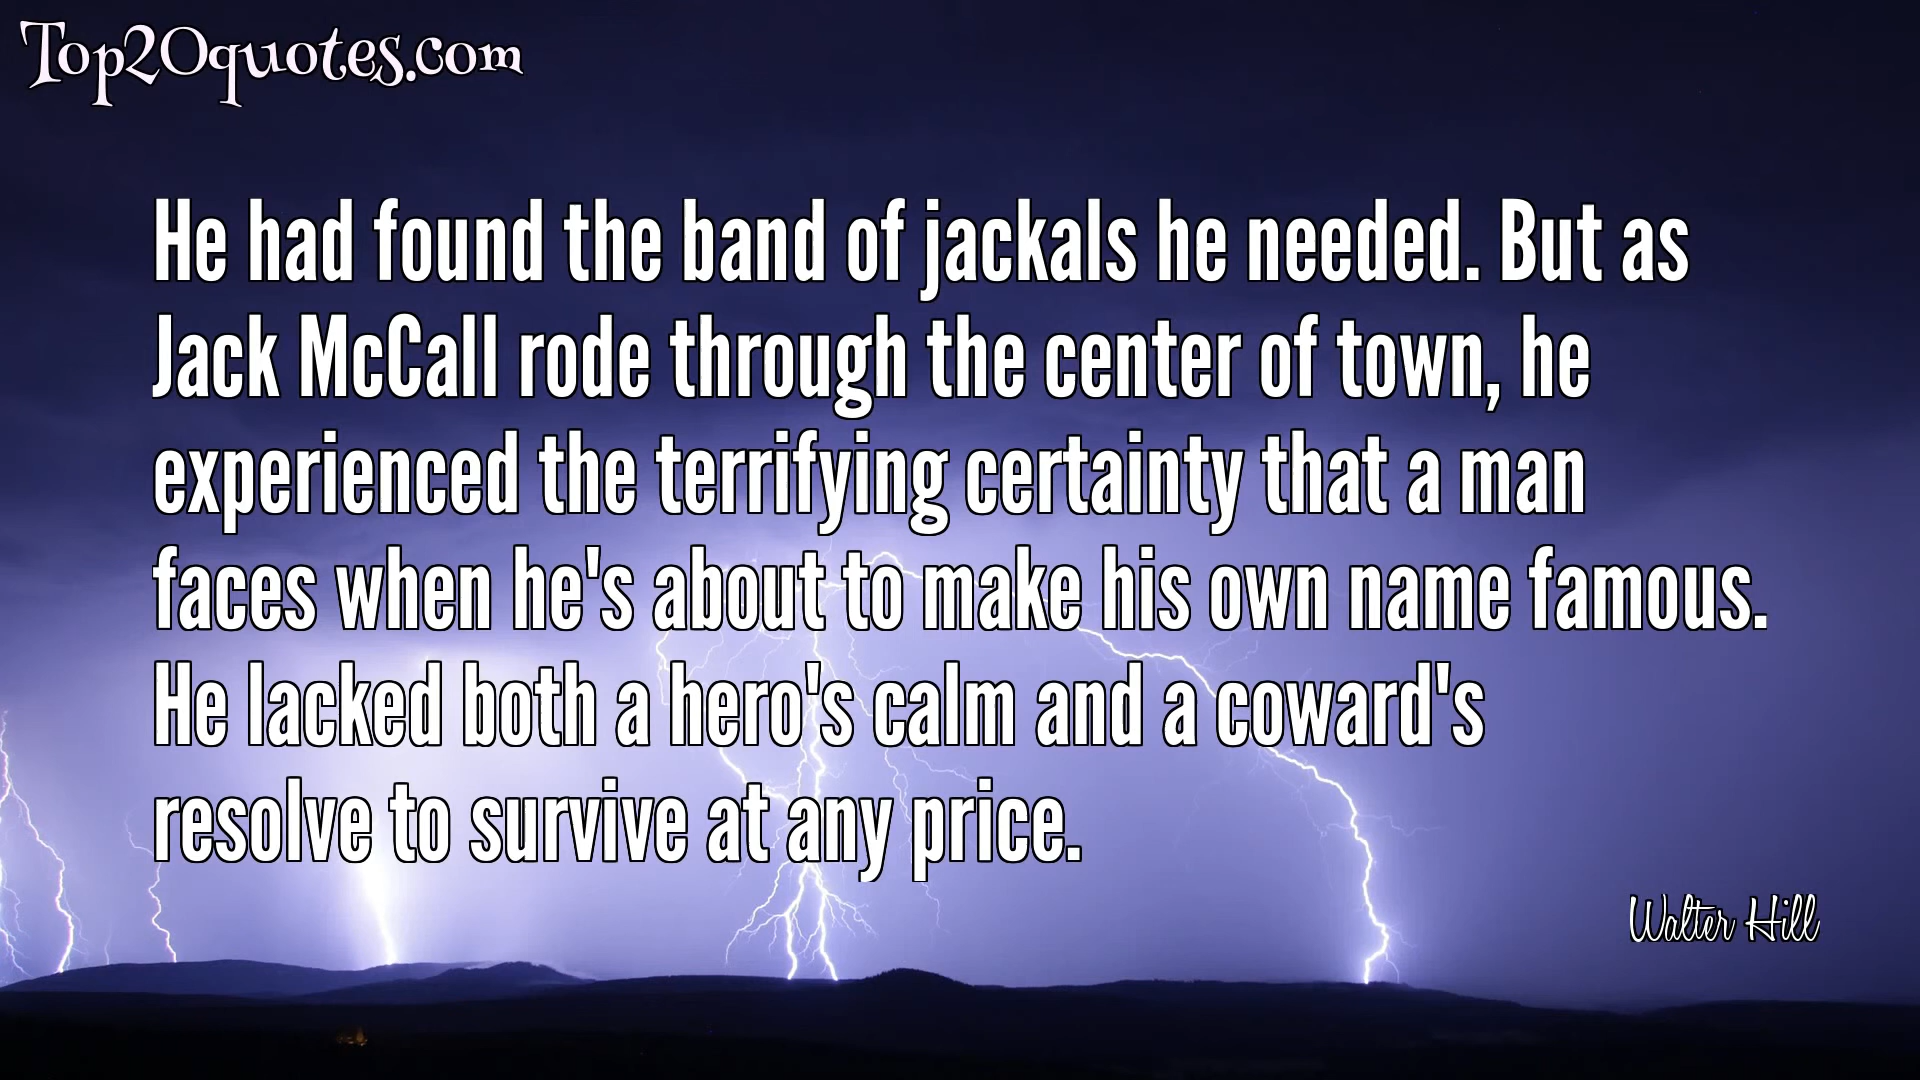 Top20quotes.com
He had found the band of jackals he needed. But as
Jack McCall rode through the center of town, he
experienced the terrifying certainty that a man
faces when he's about to make his own name famous.
He lacked both a hero's calm and a coward's
resolve to survive at any price.
Walter Hill